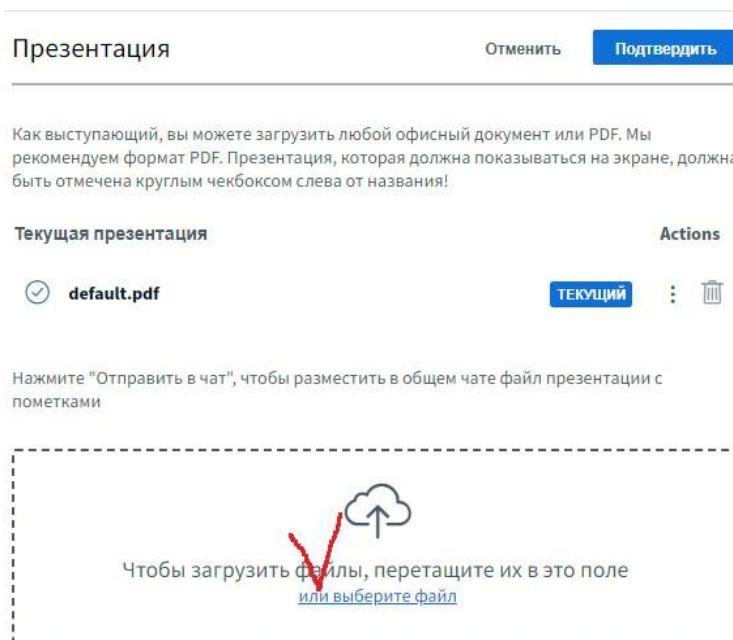 Презентация Отменить Подтвердить
Как выступающий, вы можете загрузить любой офисный документ или PDF. Мы
рекомендуем формат PDF. Презентация, которая должна показываться на экране, должна
быть отмечена круглым чекбоксом слева от названия!
Текущая презентация Actions
default.pdf ТЕКУЩИЙ
Нажмите "Отправить в чат", чтобы разместить в общем чате файл презентации с
пометками
Чтобы загрузить файлы, перетащите их в это поле
или выберите файл